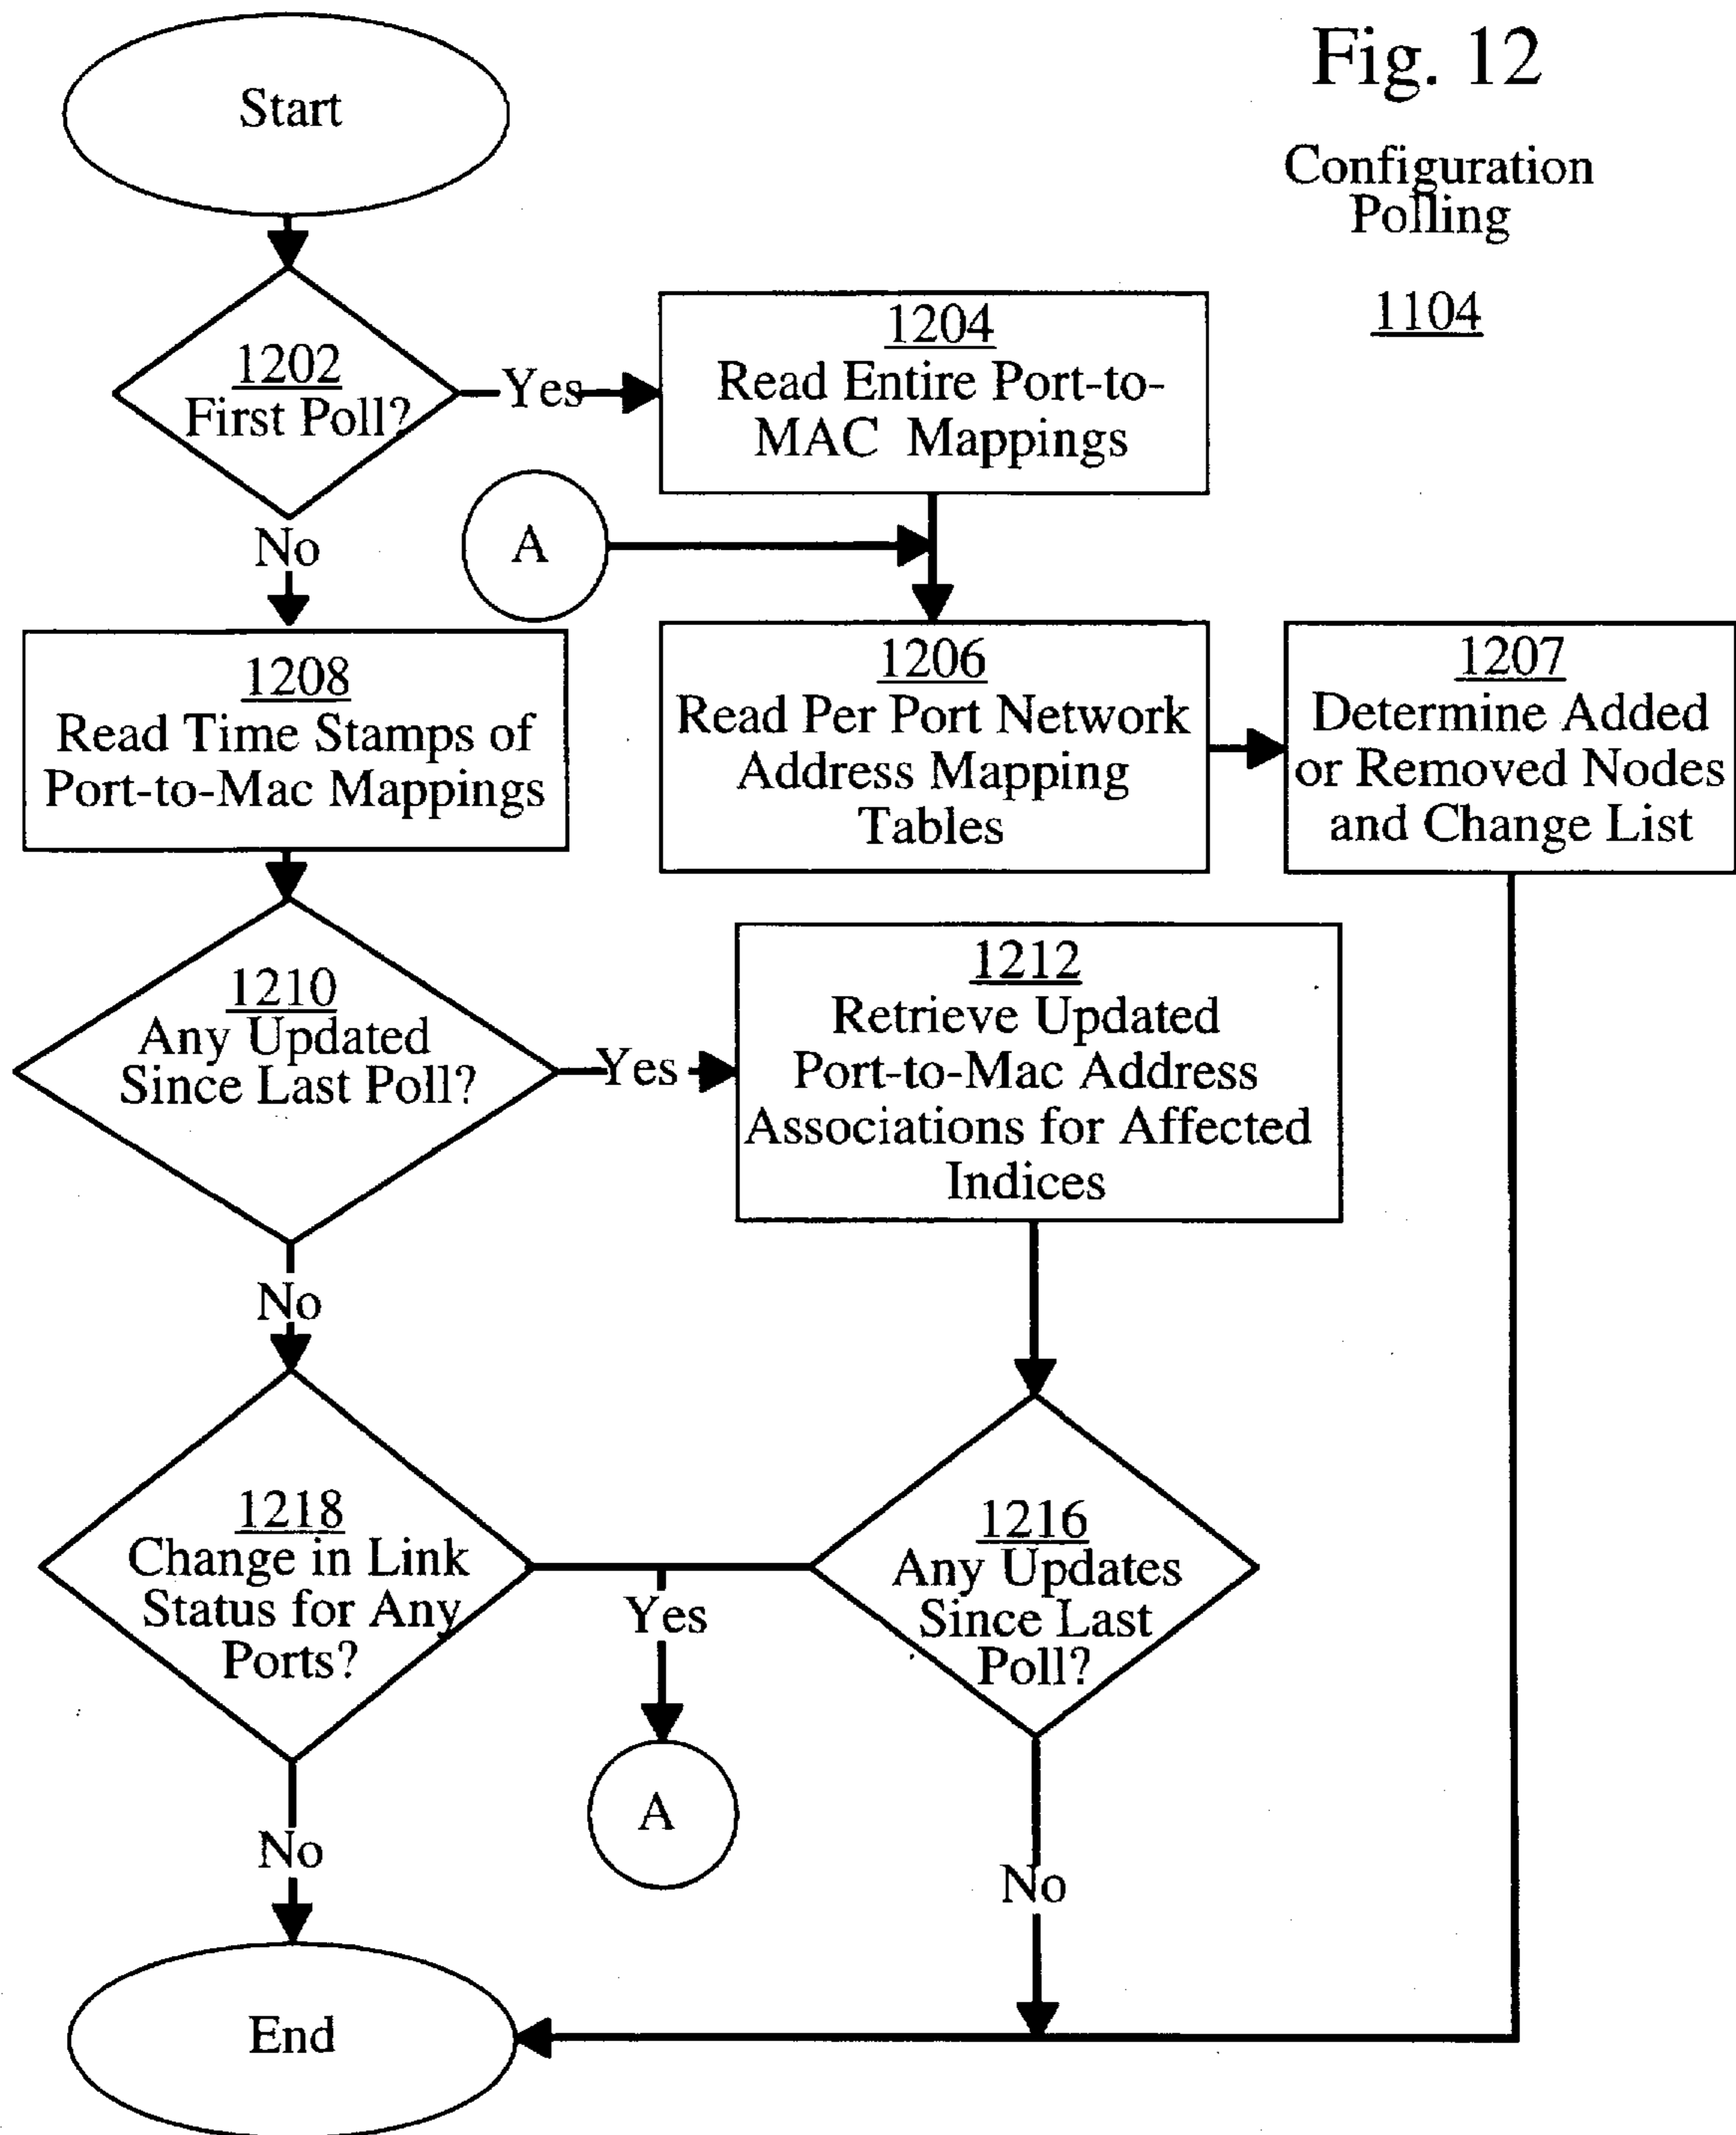 Fig. 12
Configuration
Polling
1104
Start
1202
First Poll?
Yes
1204
Read Entire Port-to-
MAC Mappings
No
A
1208
Read Time Stamps of
Port-to-Mac Mappings
1206
Read Per Port Network
Address Mapping
Tables
1207
Determine Added
or Removed Nodes
and Change List
1210
Any Updated
Since Last Poll?
Yes
1212
Retrieve Updated
Port-to-Mac Address
Associations for Affected
Indices
No
1218
Change in Link
Status for Any
Ports?
Yes
1216
Any Updates
Since Last
Poll?
A
No
No
End